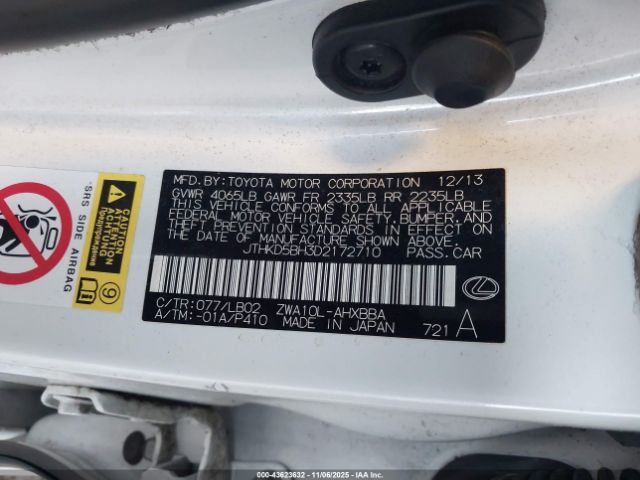 MFD. BY: TOYOTA MOTOR CORPORATION 12/13
GVWR 4065LB GAWR FR 2335LB RR 2235LB
THIS VEHICLE CONFORMS TO ALL APPLICABLE
FEDERAL MOTOR VEHICLE SAFETY, BUMPER, AND
THEFT PREVENTION STANDARDS IN EFFECT ON
THE DATE OF MANUFACTURE SHOWN ABOVE.
JTHKD5BH3D2172710 PASS. CAR
C/TR: 077/LB02 ZWA10L-AHXBBA
A/TM: -01A/P410 MADE IN JAPAN 721 A
SRS SIDE AIRBAG
9
000-43623632 | 11/06/2025 | IAAI.CA